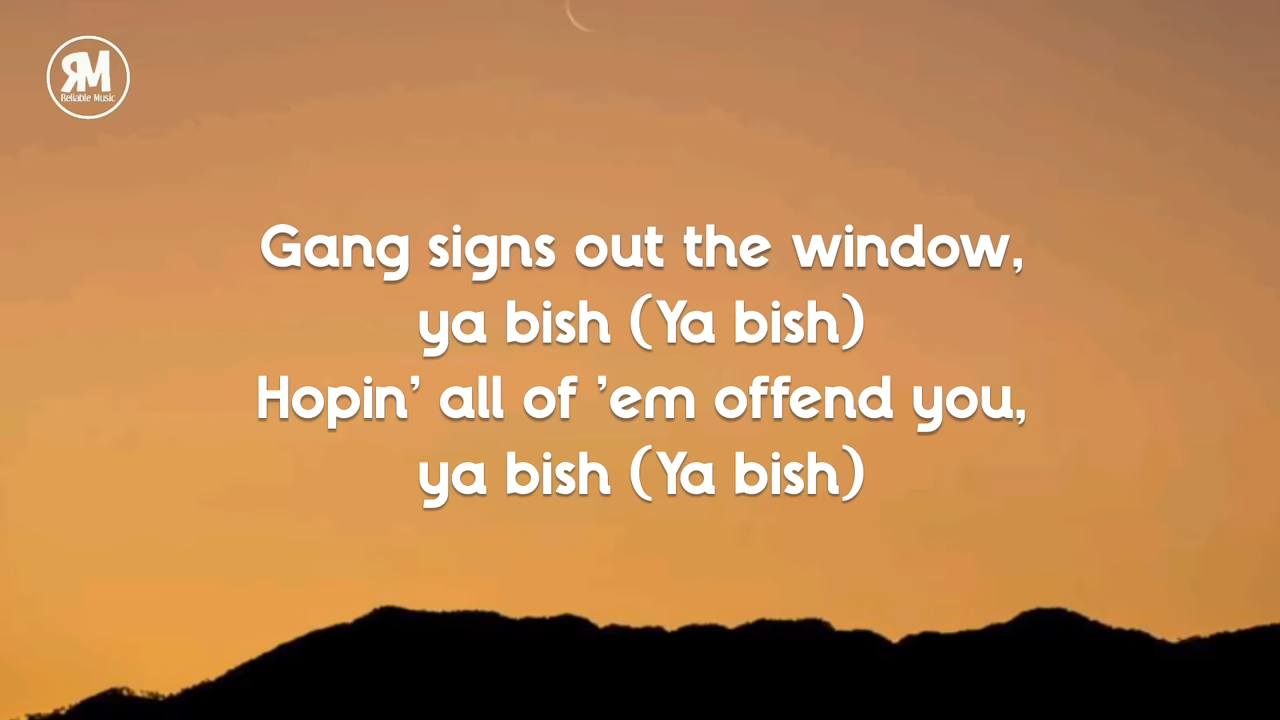 ЯM
Reliable Music
Gang signs out the window,
ya bish (Ya bish)
Hopin' all of 'em offend you,
ya bish (Ya bish)